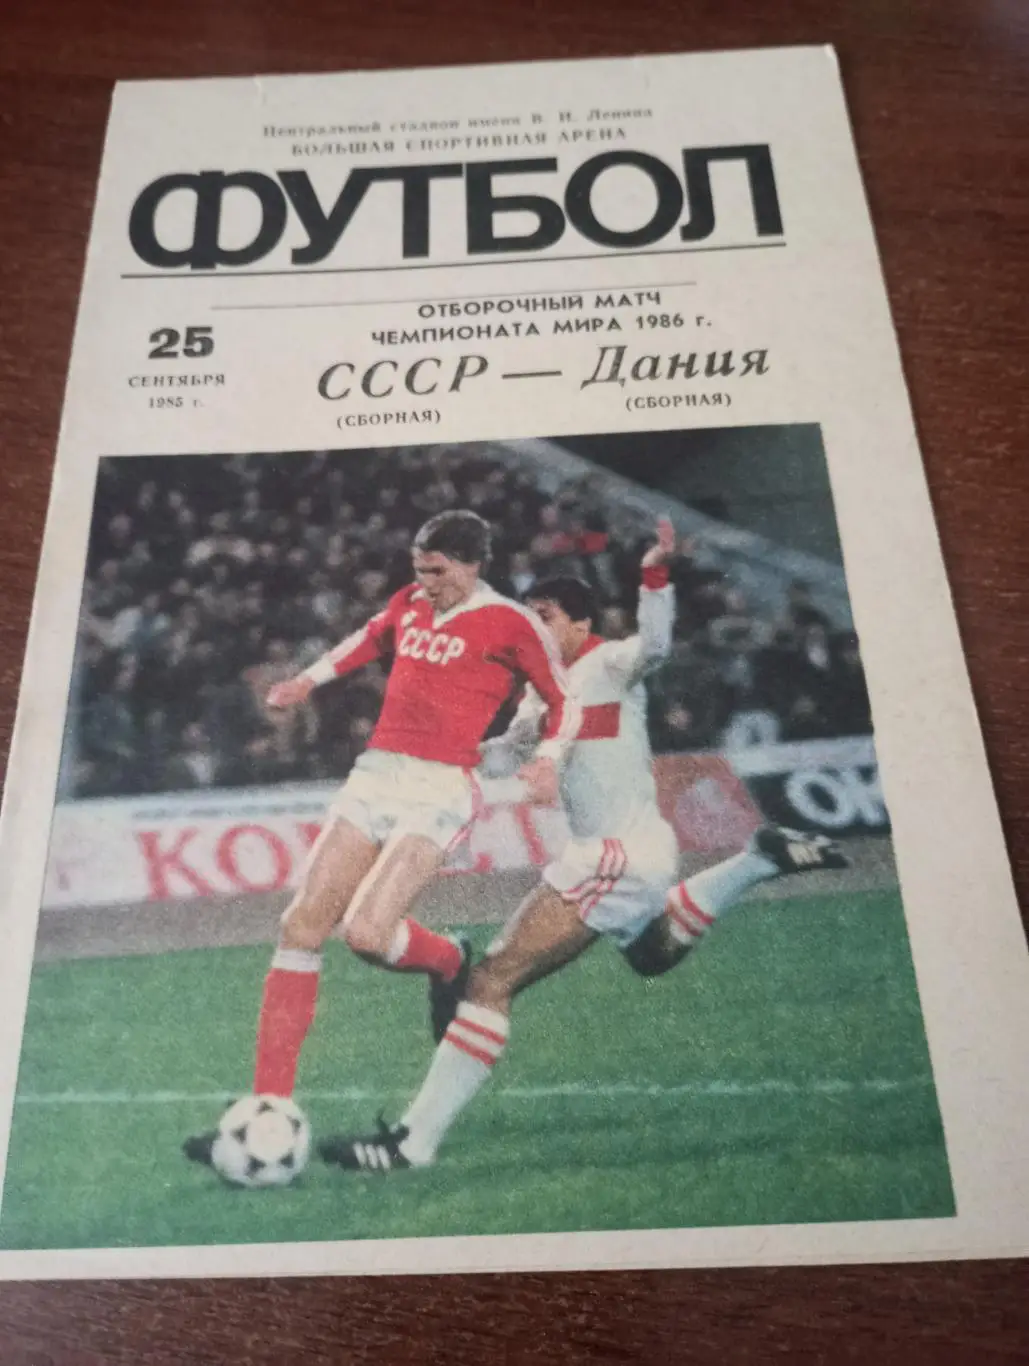 Центральный стадион имени В. И. Ленина
БОЛЬШАЯ СПОРТИВНАЯ АРЕНА
ФУТБОЛ
25
СЕНТЯБРЯ
1985 г.
ОТБОРОЧНЫЙ МАТЧ
ЧЕМПИОНАТА МИРА 1986 г.
СССР — Дания
(СБОРНАЯ) (СБОРНАЯ)
СССР